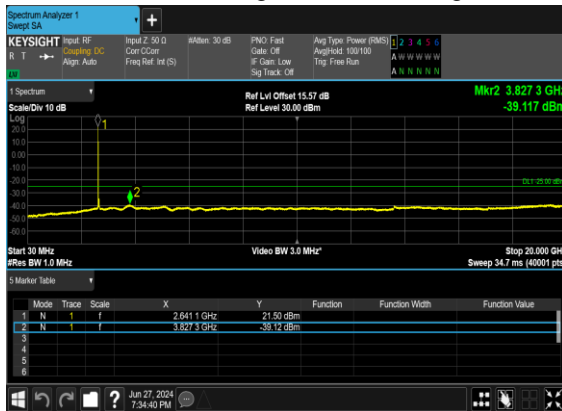 Spectrum Analyzer 1
Swept SA
KEYSIGHT Input: RF Input Z: 50 Ω #Atten: 30 dB PNO: Fast Avg Type: Power (RMS) 1 2 3 4 5 6
R T Coupling: DC Corr CCorr Gate: Off Avg|Hold: 100/100 A W W W W W
Align: Auto Freq Ref: Int (S) IF Gain: Low Trig: Free Run
Sig Track: Off A N N N N N
1 Spectrum Ref Lvl Offset 15.57 dB Mkr2 3.827 3 GHz
Scale/Div 10 dB Ref Level 30.00 dBm -39.117 dBm
Log
20.0
10.0
0.00
-10.0
-20.0
-30.0
-40.0
-50.0
-60.0
1
2
DL1 -25.00 dBm
Start 30 MHz Video BW 3.0 MHz* Stop 20.000 GH
#Res BW 1.0 MHz Sweep 34.7 ms (40001 pts
5 Marker Table
Mode Trace Scale X Y Function Function Width Function Value
1 N 1 f 2.641 1 GHz 21.50 dBm
2 N 1 f 3.827 3 GHz -39.12 dBm
3
4
5
6
? Jun 27, 2024
7:34:40 PM